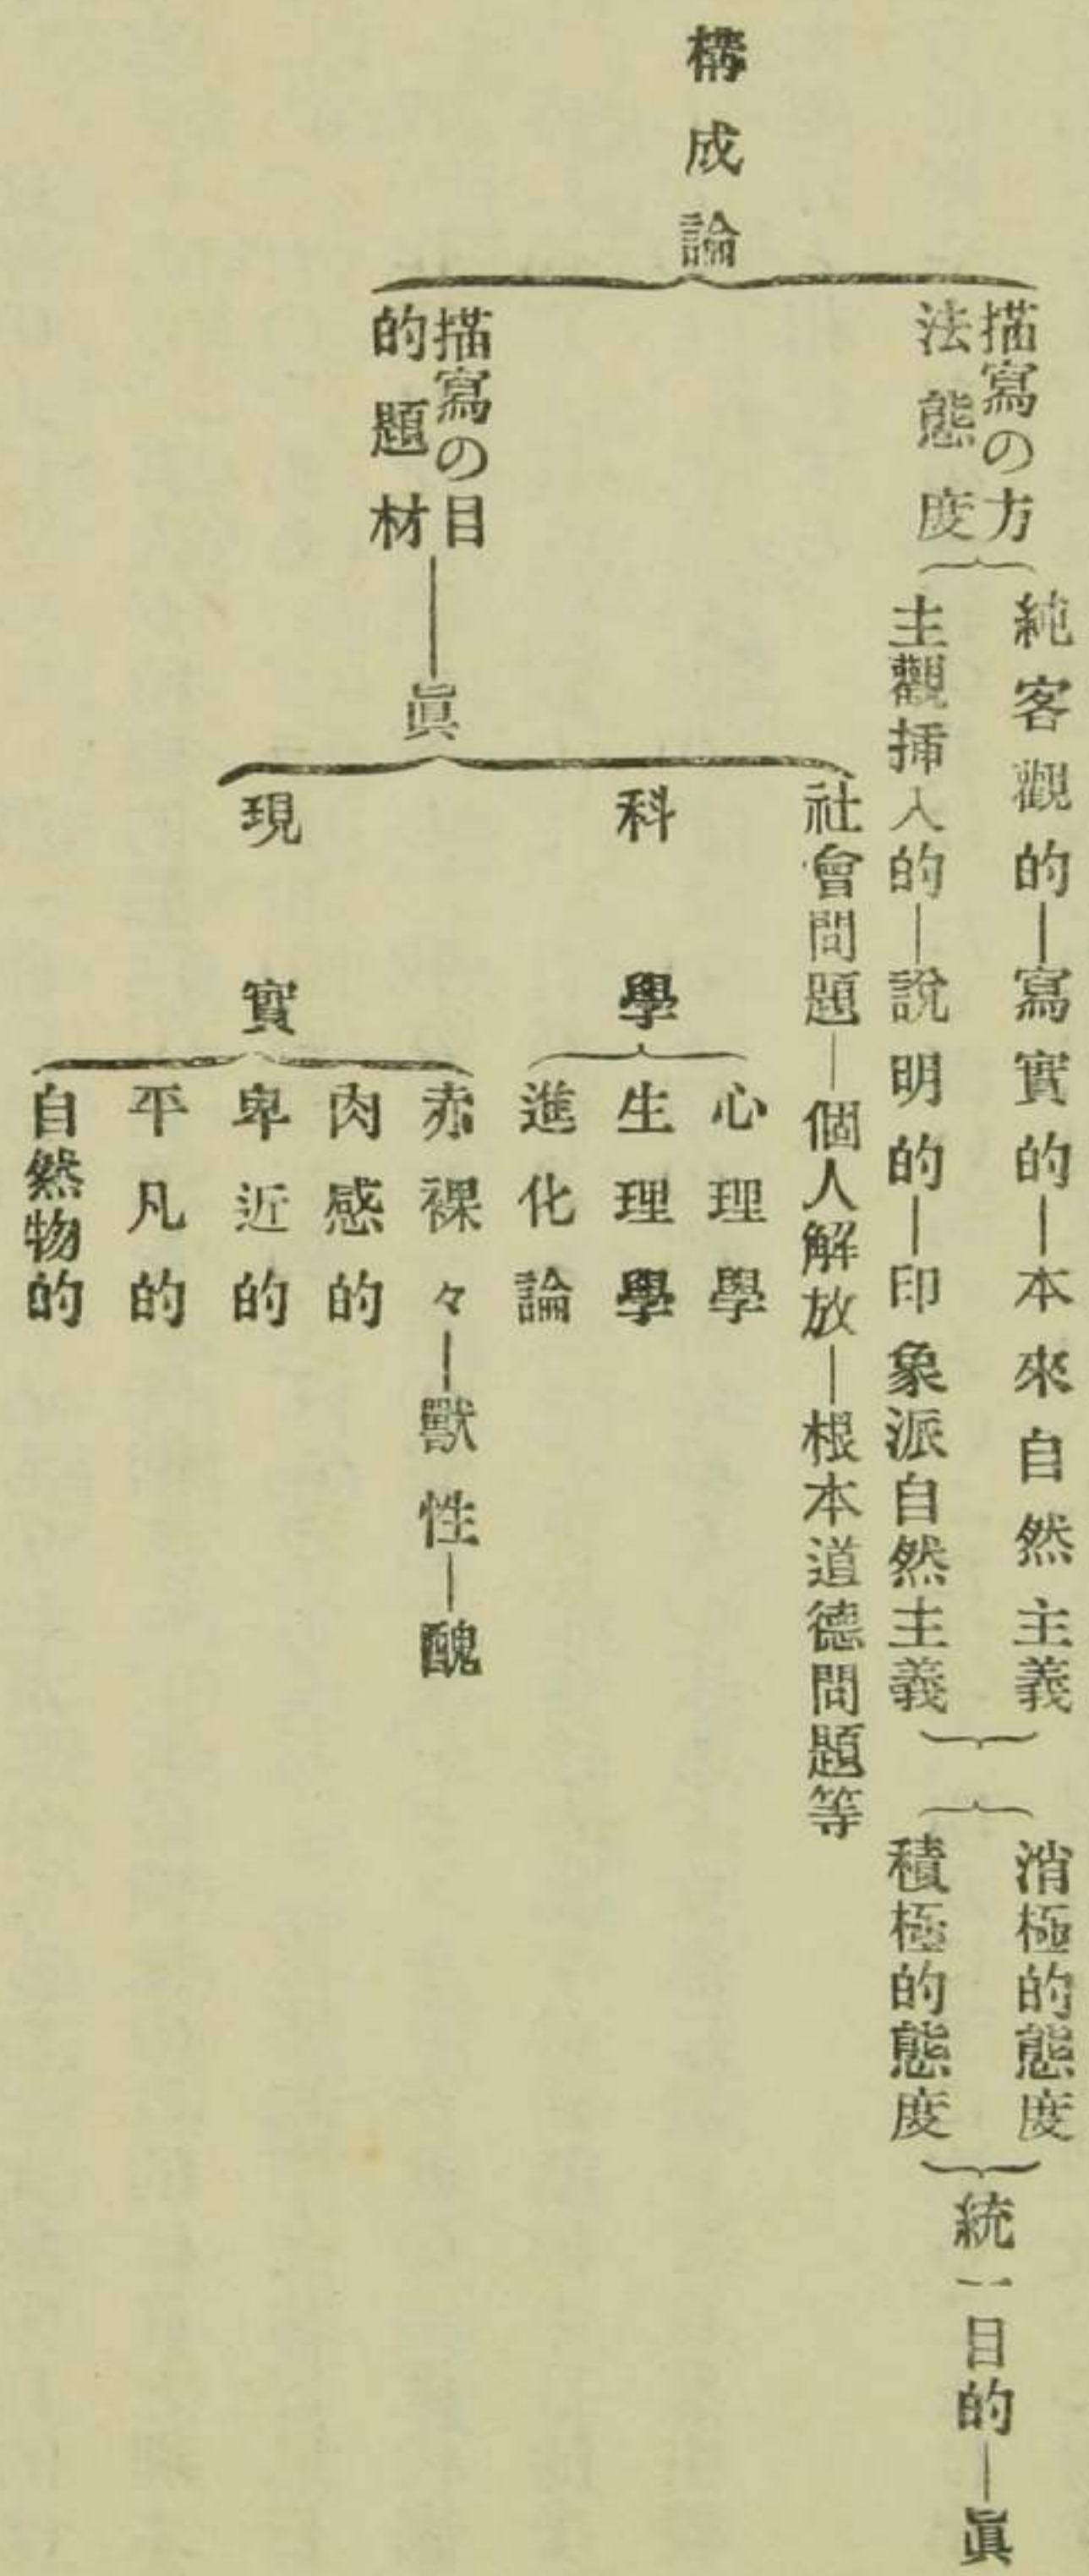 構成論
描寫の方
法態度
純客觀的―寫實的―本來自然主義
主觀挿入的―說明的―印象派自然主義
消極的態度
積極的態度
統一目的―眞
描寫の目
的題材
眞
社會問題―個人解放―根本道德問題等
科學
心理學
生理學
進化論
現實
赤裸々―獸性―醜
肉感的
卑近的
平凡的
自然物的